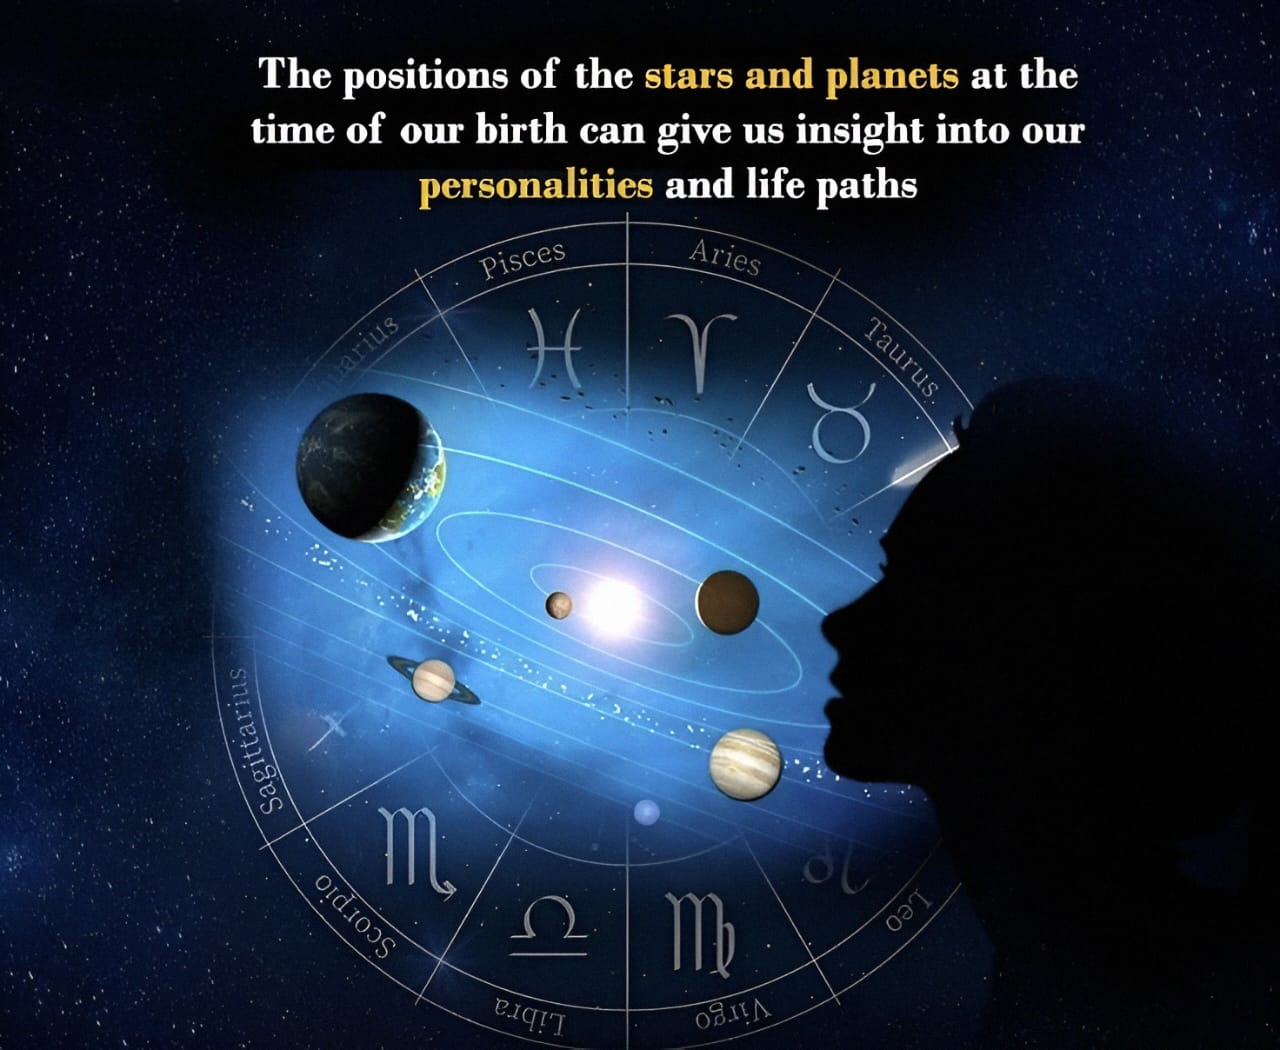 The positions of the stars and planets at the
time of our birth can give us insight into our
personalities and life paths
Pisces
Aries
Taurus
Sagittarius
Scorpio
Libra
Virgo
Leo